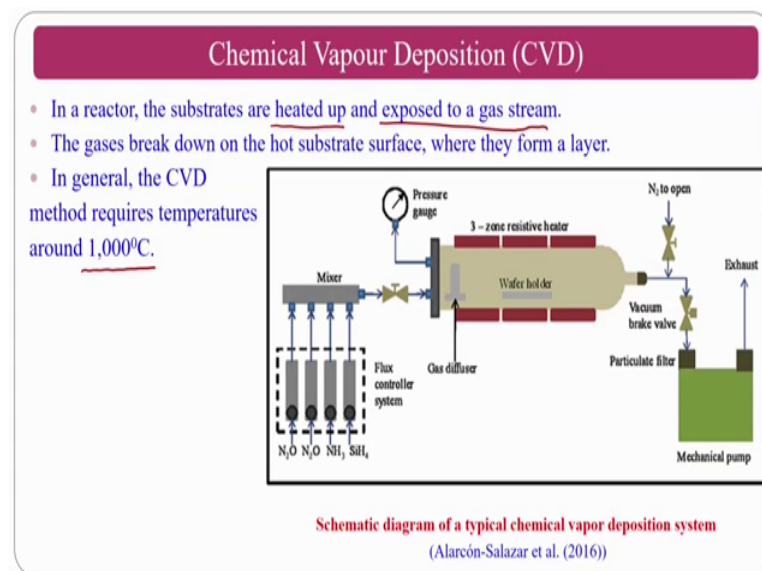 Chemical Vapour Deposition (CVD)
In a reactor, the substrates are heated up and exposed to a gas stream.
The gases break down on the hot substrate surface, where they form a layer.
In general, the CVD
method requires temperatures
around 1,000⁰C.
Pressure
gauge
N₂ to open
3 – zone resistive heater
Exhaust
Mixer
Wafer holder
Vacuum
brake valve
Flux
controller
system
Gas diffuser
Particulate filter
N₂O N₂O NH₃ SiH₄
Mechanical pump
Schematic diagram of a typical chemical vapor deposition system
(Alarcón-Salazar et al. (2016))